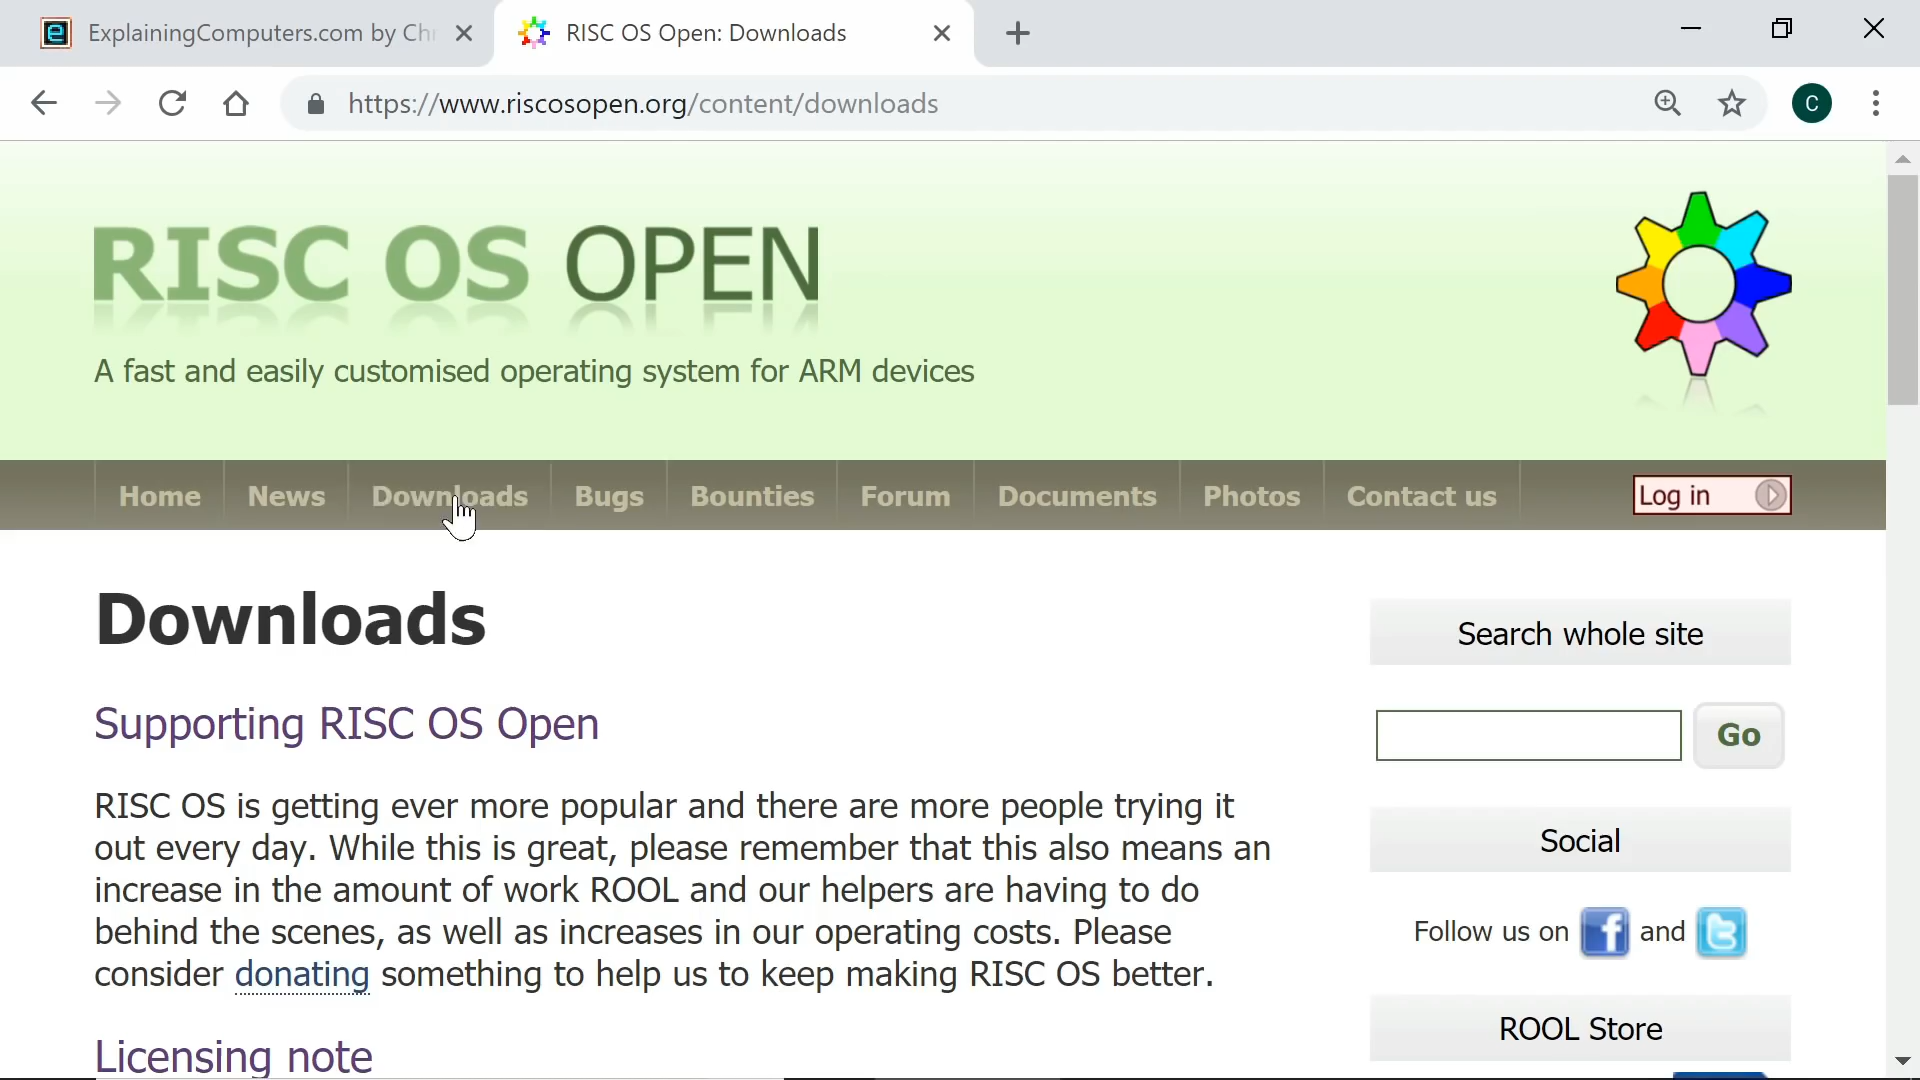 ExplainingComputers.com by Ch
RISC OS Open: Downloads
https://www.riscosopen.org/content/downloads
C
RISC OS OPEN
A fast and easily customised operating system for ARM devices
Home News Downloads Bugs Bounties Forum Documents Photos Contact us Log in
Downloads
Supporting RISC OS Open
RISC OS is getting ever more popular and there are more people trying it
out every day. While this is great, please remember that this also means an
increase in the amount of work ROOL and our helpers are having to do
behind the scenes, as well as increases in our operating costs. Please
consider donating something to help us to keep making RISC OS better.
Licensing note
Search whole site
Go
Social
Follow us on f and t
ROOL Store